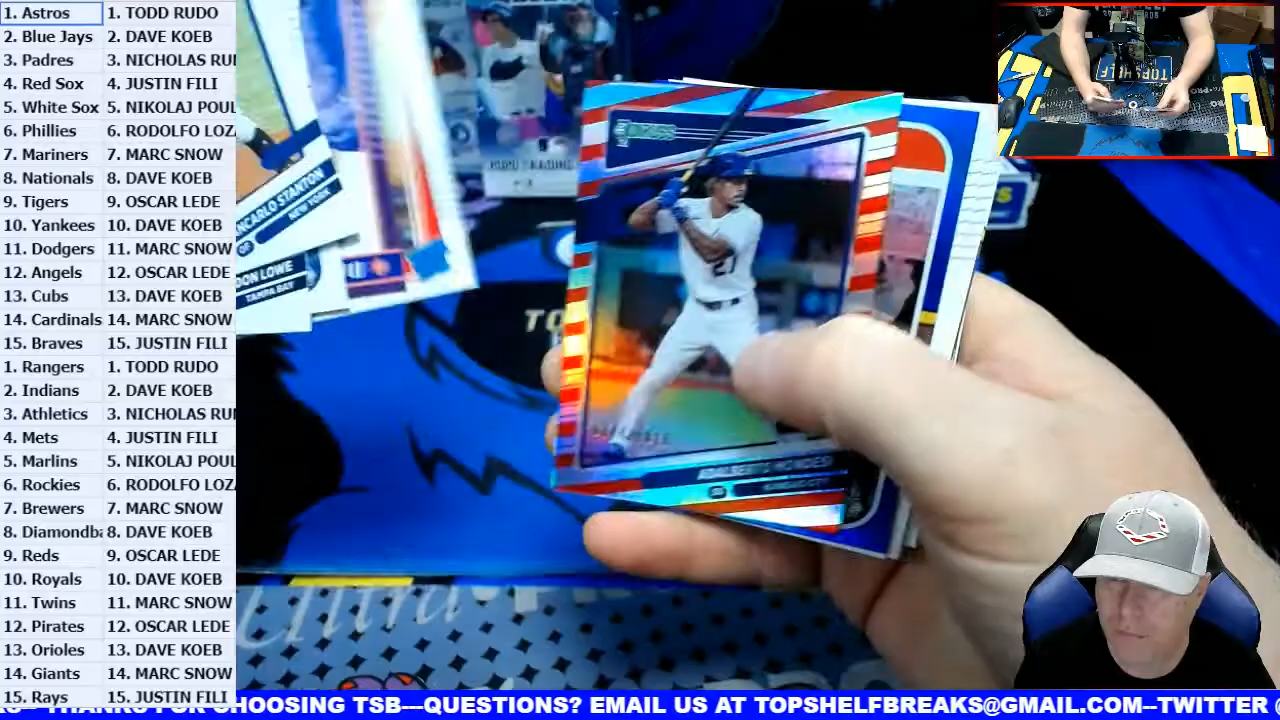 1. Astros 1. TODD RUDO
2. Blue Jays 2. DAVE KOEB
3. Padres 3. NICHOLAS RU
4. Red Sox 4. JUSTIN FILI
5. White Sox 5. NIKOLAJ POUL
6. Phillies 6. RODOLFO LOZ
7. Mariners 7. MARC SNOW
8. Nationals 8. DAVE KOEB
9. Tigers 9. OSCAR LEDE
10. Yankees 10. DAVE KOEB
11. Dodgers 11. MARC SNOW
12. Angels 12. OSCAR LEDE
13. Cubs 13. DAVE KOEB
14. Cardinals 14. MARC SNOW
15. Braves 15. JUSTIN FILI
1. Rangers 1. TODD RUDO
2. Indians 2. DAVE KOEB
3. Athletics 3. NICHOLAS RU
4. Mets 4. JUSTIN FILI
5. Marlins 5. NIKOLAJ POUL
6. Rockies 6. RODOLFO LOZ
7. Brewers 7. MARC SNOW
8. Diamondba 8. DAVE KOEB
9. Reds 9. OSCAR LEDE
10. Royals 10. DAVE KOEB
11. Twins 11. MARC SNOW
12. Pirates 12. OSCAR LEDE
13. Orioles 13. DAVE KOEB
14. Giants 14. MARC SNOW
15. Rays 15. JUSTIN FILI
NCARLO STANTON
NEW YORK
OF
DON LOWE
TAMPA BAY
27
TOPSHELF
THANKS FOR CHOOSING TSB---QUESTIONS? EMAIL US AT TOPSHELFBREAKS@GMAIL.COM--TWITTER @